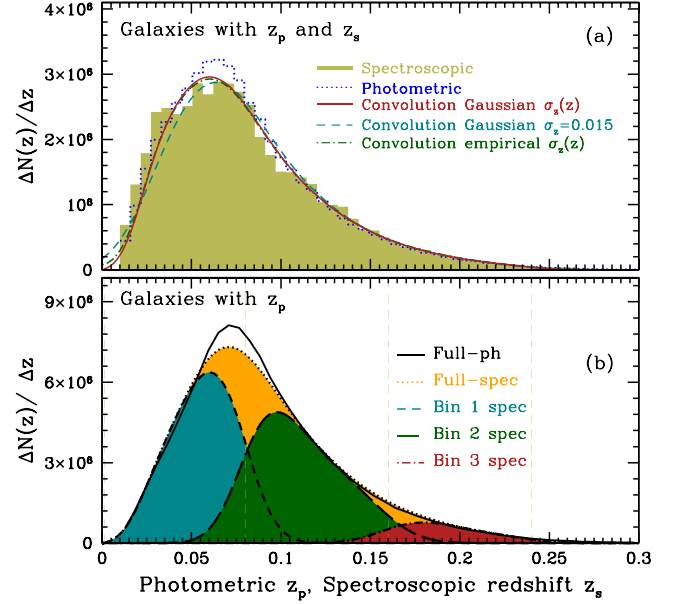 4×10⁶
Galaxies with z_p and z_s
(a)
Spectroscopic
Photometric
Convolution Gaussian σ_z(z)
Convolution Gaussian σ_z=0.015
Convolution empirical σ_z(z)
3×10⁶
2×10⁶
10⁶
0
ΔN(z)/Δz
Galaxies with z_p
(b)
Full-ph
Full-spec
Bin 1 spec
Bin 2 spec
Bin 3 spec
9×10⁶
6×10⁶
3×10⁶
0
ΔN(z)/ Δz
0 0.05 0.1 0.15 0.2 0.25 0.3
Photometric z_p, Spectroscopic redshift z_s